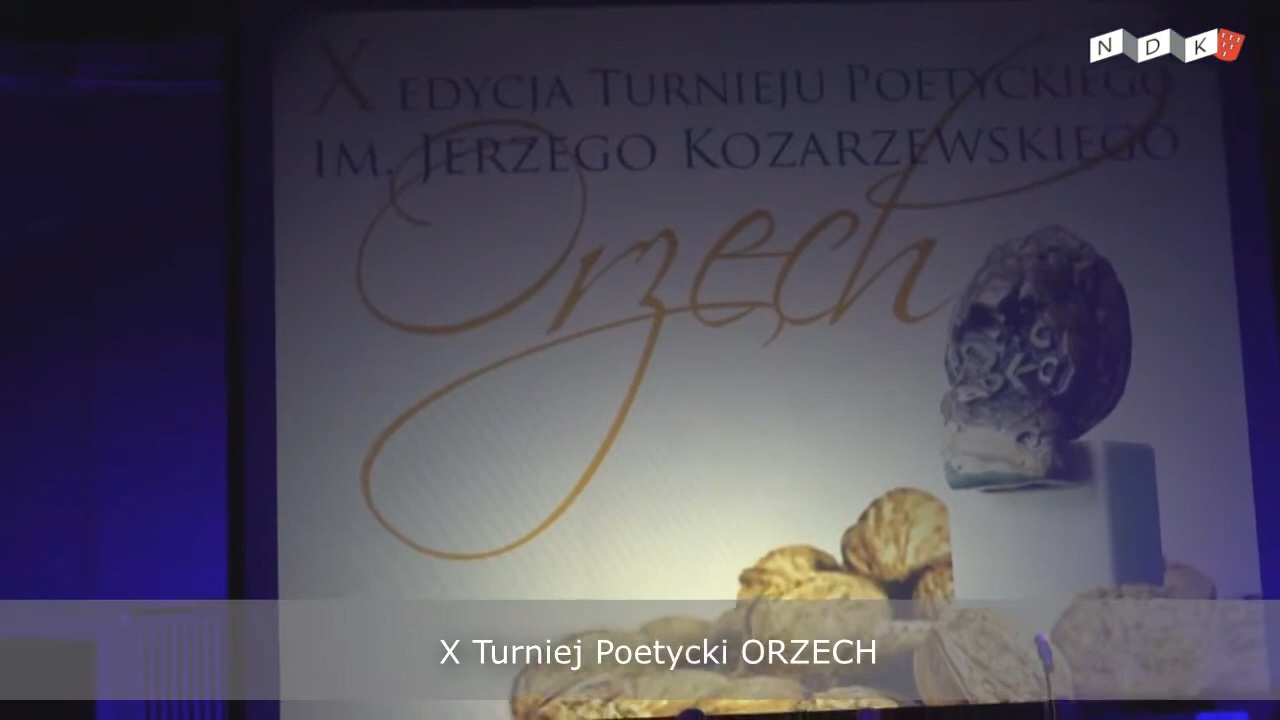 NDK
X EDYCJA TURNIEJU POETYCKIEGO
IM. JERZEGO KOZARZEWSKIEGO
Orzech
X Turniej Poetycki ORZECH